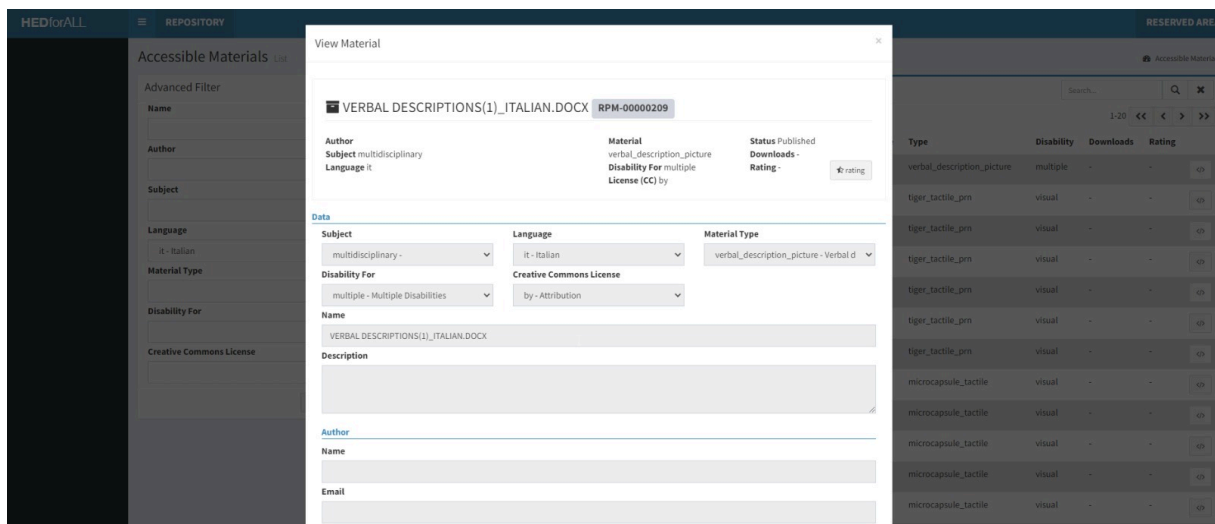 HEDforALL
REPOSITORY
RESERVED ARE
Accessible Materials List
Accessible Materia
Advanced Filter
Name
Author
Subject
Language
it - Italian
Material Type
Disability For
Creative Commons License
View Material
×
VERBAL DESCRIPTIONS(1)_ITALIAN.DOCX RPM-00000209
Author
Subject multidisciplinary
Language it
Material
verbal_description_picture
Disability For multiple
License (CC) by
Status Published
Downloads -
Rating -
rating
Data
Subject Language Material Type
multidisciplinary - it - Italian verbal_description_picture - Verbal d
Disability For Creative Commons License
multiple - Multiple Disabilities by - Attribution
Name
VERBAL DESCRIPTIONS(1)_ITALIAN.DOCX
Description
Author
Name
Email
Search...
1-20
Type Disability Downloads Rating
verbal_description_picture multiple - -
tiger_tactile_prn visual - -
tiger_tactile_prn visual - -
tiger_tactile_prn visual - -
tiger_tactile_prn visual - -
tiger_tactile_prn visual - -
tiger_tactile_prn visual - -
microcapsule_tactile visual - -
microcapsule_tactile visual - -
microcapsule_tactile visual - -
microcapsule_tactile visual - -
microcapsule_tactile visual - -